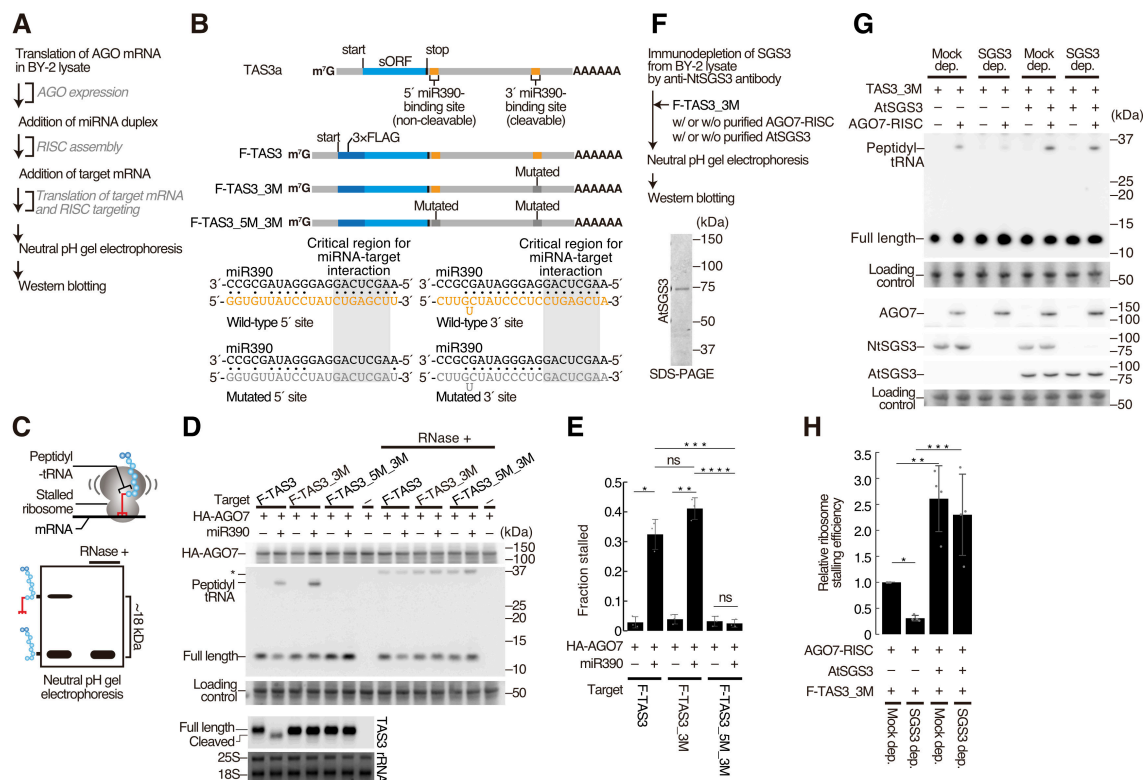 A
Translation of AGO mRNA
in BY-2 lysate
AGO expression
Addition of miRNA duplex
RISC assembly
Addition of target mRNA
Translation of target mRNA
and RISC targeting
Neutral pH gel electrophoresis
Western blotting
B
start
sORF
stop
TAS3a
m⁷G
AAAAAA
5´ miR390-
binding site
(non-cleavable)
3´ miR390-
binding site
(cleavable)
start
3xFLAG
F-TAS3
m⁷G
AAAAAA
Mutated
F-TAS3_3M
m⁷G
AAAAAA
Mutated
Mutated
F-TAS3_5M_3M
m⁷G
AAAAAA
Critical region for
miRNA-target
interaction
Critical region for
miRNA-target
interaction
miR390
3´-CCGCGAUAGGGAGGACUCGAA-5´
5´-GGUGUUAUCCUAUCUGAGCUU-3´
Wild-type 5´ site
miR390
3´-CCGCGAUAGGGAGGACUCGAA-5´
5´-CUUGCUAUCCCUCCUGAGCUA-3´
U
Wild-type 3´ site
miR390
3´-CCGCGAUAGGGAGGACUCGAA-5´
5´-GGUGUUAUCCUAUGACUCGAU-3´
Mutated 5´ site
miR390
3´-CCGCGAUAGGGAGGACUCGAA-5´
5´-CUUGCUAUCCCUCGACUCGAA-3´
U
Mutated 3´ site
C
Peptidyl
-tRNA
Stalled
ribosome
mRNA
RNase +
~18 kDa
Neutral pH gel
electrophoresis
D
RNase +
Target
F-TAS3
F-TAS3_3M
F-TAS3_5M_3M
–
F-TAS3
F-TAS3_3M
F-TAS3_5M_3M
–
HA-AGO7
+ + + + + + + + + + + + + +
miR390
– + – + – + – – + – + – + –
(kDa)
HA-AGO7
150
100
*
37
Peptidyl
tRNA
25
20
15
Full length
10
Loading
control
50
Full length
Cleaved
TAS3
25S
18S
rRNA
E
Fraction stalled
0.5
0.4
0.3
0.2
0.1
0
* * *
ns
* * * *
*
* *
ns
HA-AGO7
+ + + + + +
miR390
– + – + – +
Target
F-TAS3
F-TAS3_3M
F-TAS3_5M_3M
F
Immunodepletion of SGS3
from BY-2 lysate
by anti-NtSGS3 antibody
F-TAS3_3M
w/ or w/o purified AGO7-RISC
w/ or w/o purified AtSGS3
Neutral pH gel electrophoresis
Western blotting
(kDa)
150
100
75
50
37
AtSGS3
SDS-PAGE
G
Mock
dep.
SGS3
dep.
Mock
dep.
SGS3
dep.
TAS3_3M
+ + + + + + + +
AtSGS3
– – – – + + + +
AGO7-RISC
– + – + – + – +
(kDa)
37
Peptidyl
tRNA
25
20
15
Full length
10
Loading
control
50
AGO7
150
100
NtSGS3
100
75
AtSGS3
100
75
Loading
control
50
H
Relative ribosome
stalling efficiency
3.5
3.0
2.5
2.0
1.5
1.0
0.5
0
* * *
* *
*
AGO7-RISC
+ + + +
AtSGS3
– – + +
F-TAS3_3M
+ + + +
Mock dep.
SGS3 dep.
Mock dep.
SGS3 dep.